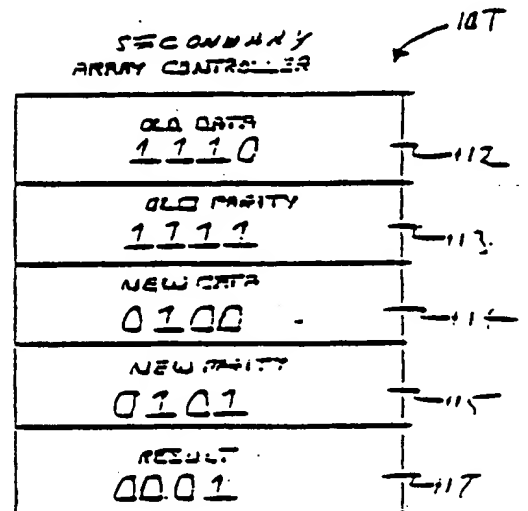 107
SECONDARY
ARRAY CONTROLLER
OLD DATA
1110
112
OLD PARITY
1111
113
NEW DATA
0100
114
NEW PARITY
0101
115
RESULT
0001
117